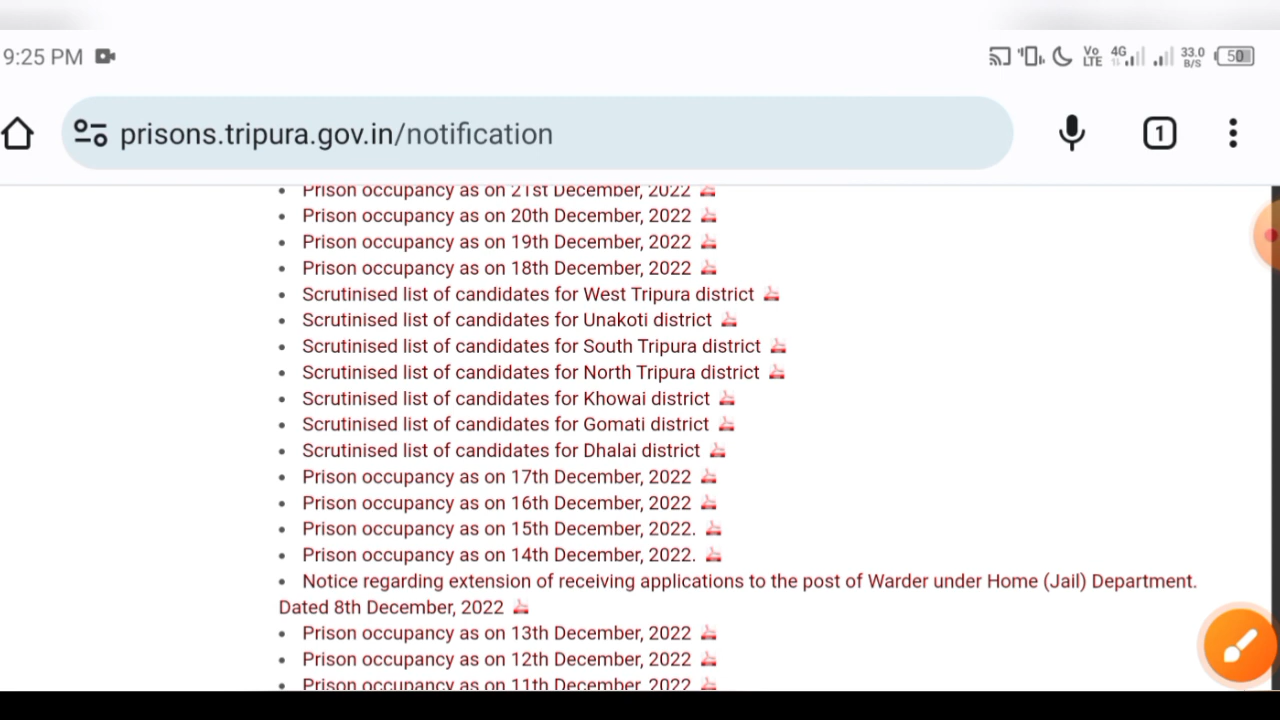 9:25 PM
Vo LTE 4G 33.0 B/S 50
prisons.tripura.gov.in/notification
1
• Prison occupancy as on 21st December, 2022
• Prison occupancy as on 20th December, 2022
• Prison occupancy as on 19th December, 2022
• Prison occupancy as on 18th December, 2022
• Scrutinised list of candidates for West Tripura district
• Scrutinised list of candidates for Unakoti district
• Scrutinised list of candidates for South Tripura district
• Scrutinised list of candidates for North Tripura district
• Scrutinised list of candidates for Khowai district
• Scrutinised list of candidates for Gomati district
• Scrutinised list of candidates for Dhalai district
• Prison occupancy as on 17th December, 2022
• Prison occupancy as on 16th December, 2022
• Prison occupancy as on 15th December, 2022.
• Prison occupancy as on 14th December, 2022.
• Notice regarding extension of receiving applications to the post of Warder under Home (Jail) Department.
Dated 8th December, 2022
• Prison occupancy as on 13th December, 2022
• Prison occupancy as on 12th December, 2022
• Prison occupancy as on 11th December, 2022